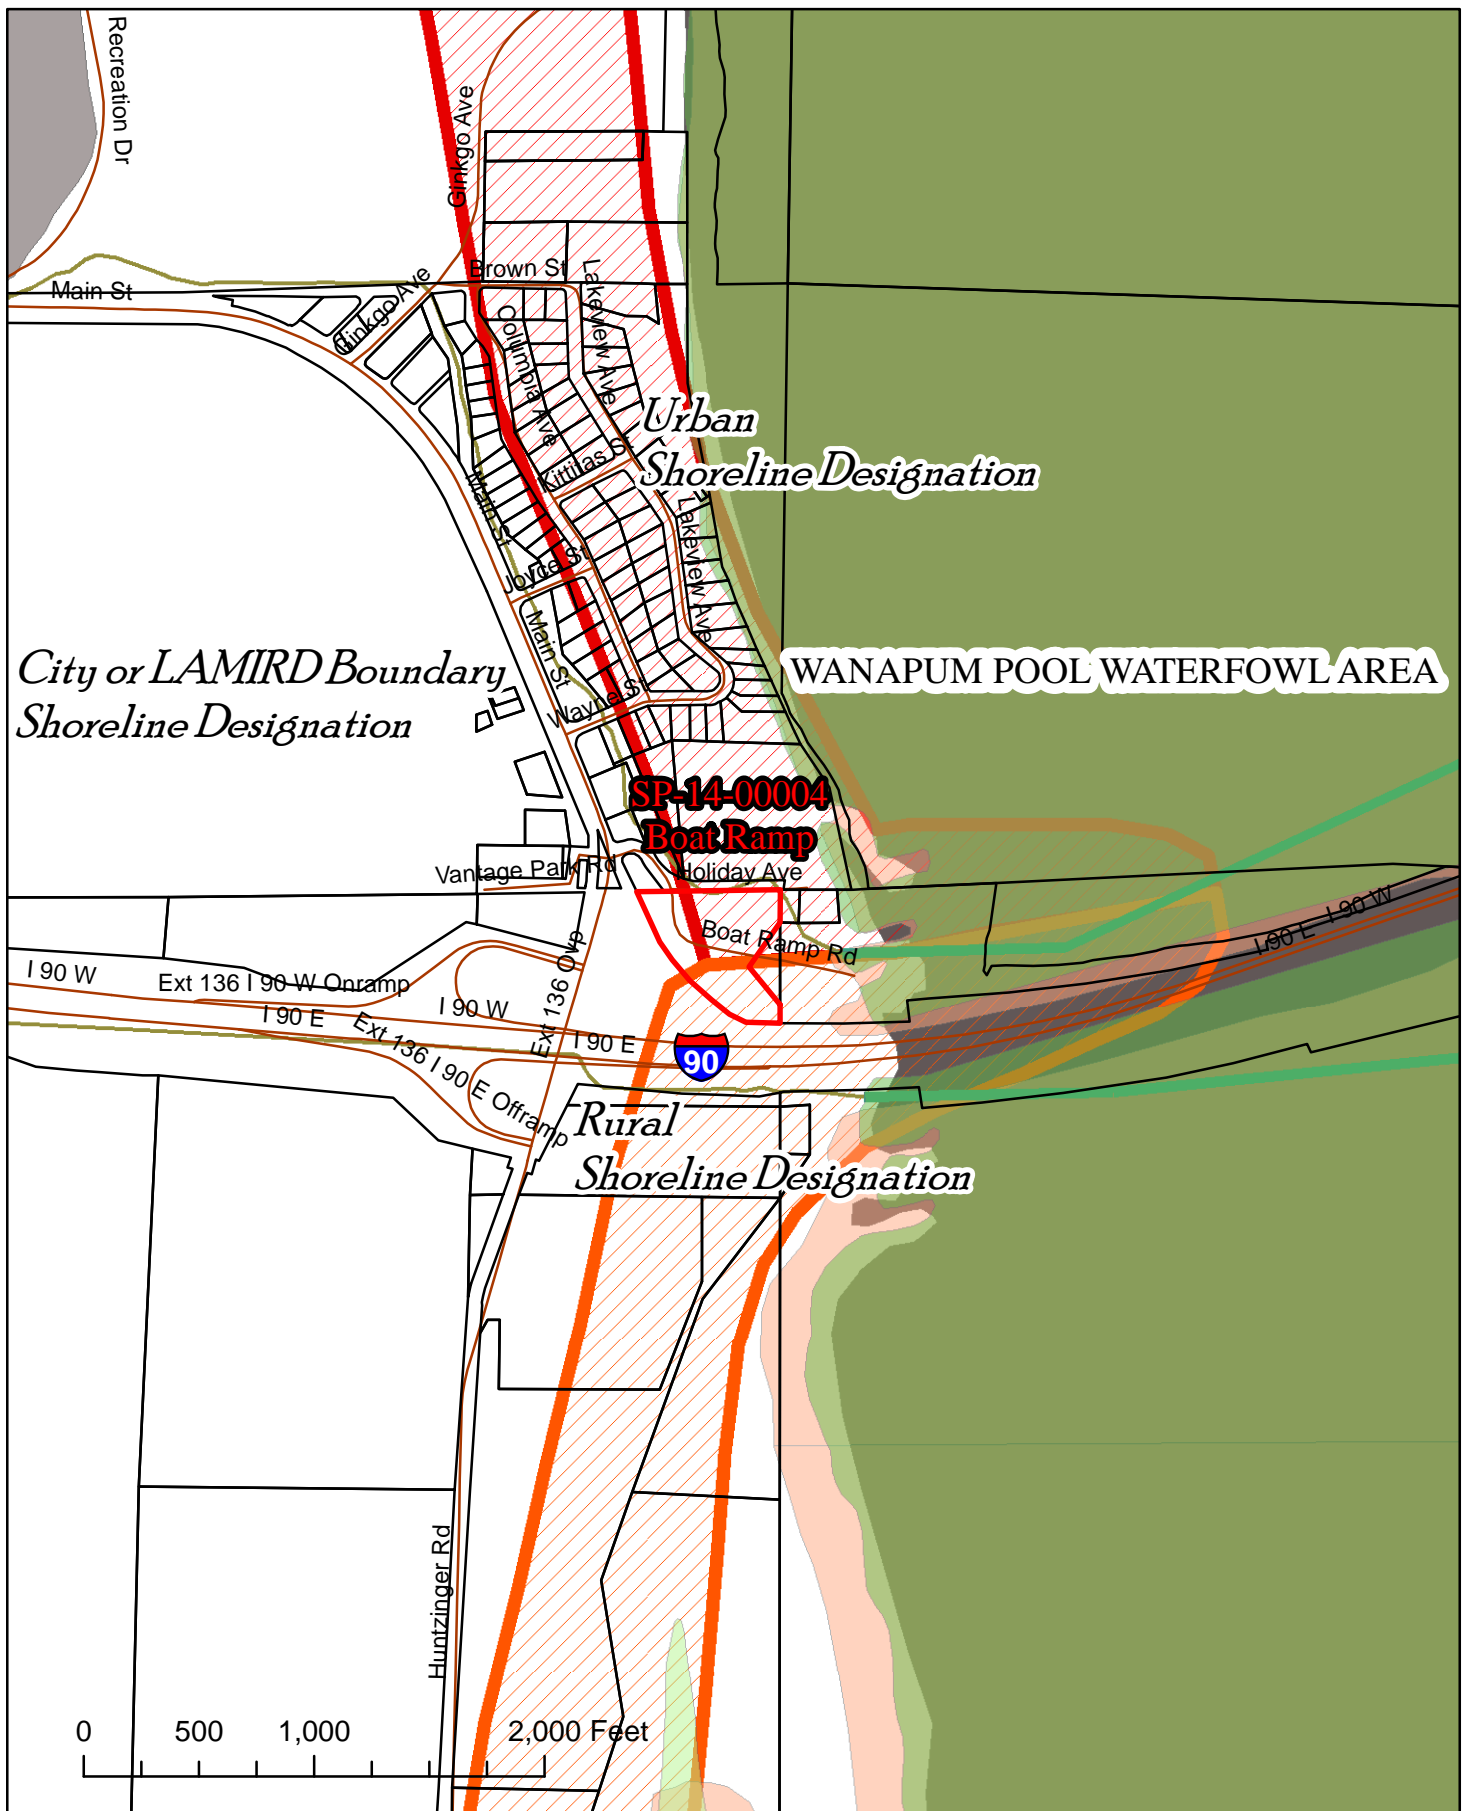 Recreation Dr
Ginkgo Ave
Brown St
Main St
Ginkgo Ave
Lakeview Ave
Columbia Ave
Urban
Shoreline Designation
Kittitas St
Main St
Lakeview Ave
Joyce St
Main St
City or LAMIRD Boundary
Shoreline Designation
WANAPUM POOL WATERFOWL AREA
Wayne St
SP-14-00004
Boat Ramp
Vantage Park Rd
Holiday Ave
I 90 W
I 90 E
Boat Ramp Rd
Ext 136 Ovp
I 90 W
Ext 136 I 90 W Onramp
I 90 W
I 90 E
I 90 E
Ext 136 I 90 E Offramp
90
Rural
Shoreline Designation
Huntzinger Rd
0 500 1,000 2,000 Feet